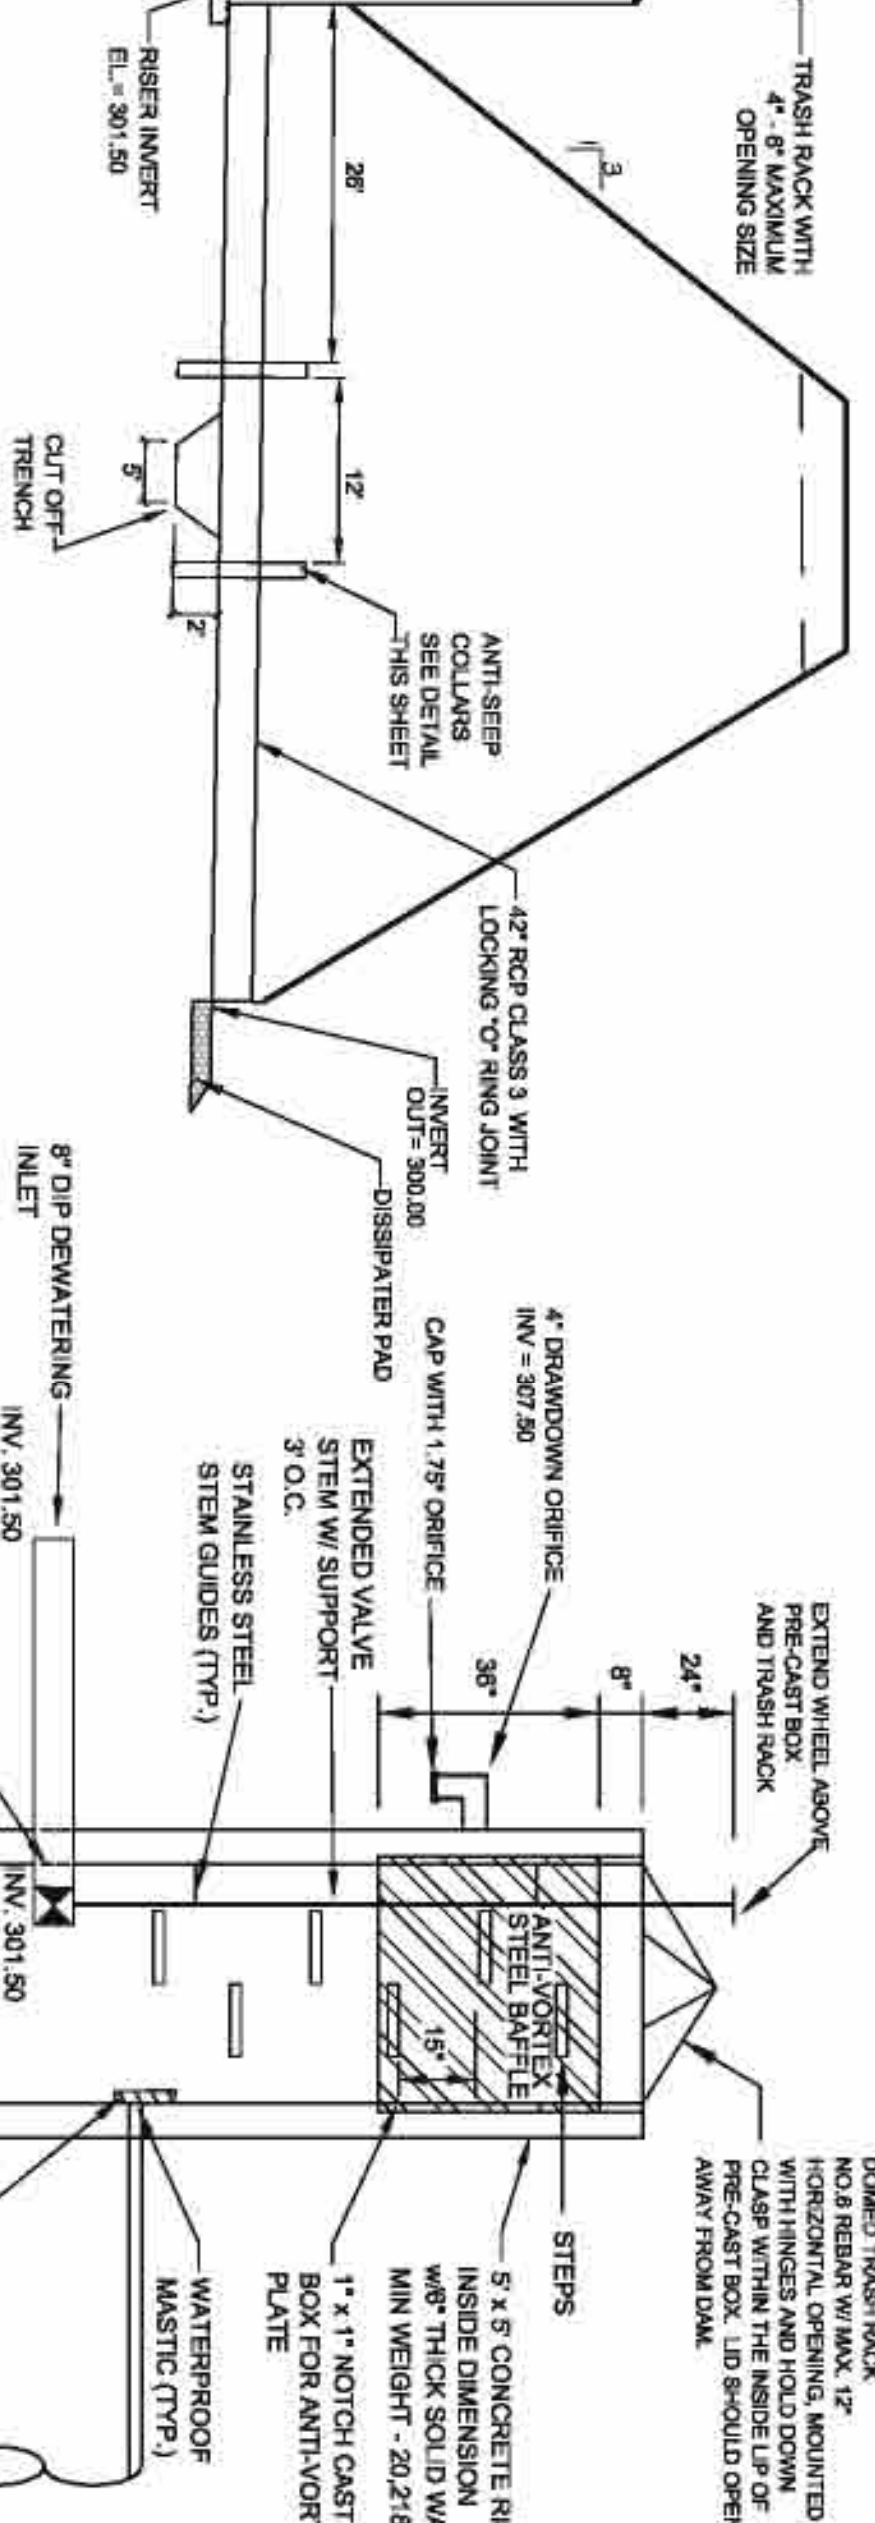 TRASH RACK WITH
4" - 6" MAXIMUM
OPENING SIZE
3
1
26'
RISER INVERT
EL. = 301.50
12'
5'
CUT OFF
TRENCH
2'
ANTI-SEEP
COLLARS
SEE DETAIL
THIS SHEET
42" RCP CLASS 3 WITH
LOCKING "O" RING JOINT
INVERT
OUT= 300.00
DISSIPATER PAD
EXTEND WHEEL ABOVE
PRE-CAST BOX
AND TRASH RACK
24"
8"
36"
4" DRAWDOWN ORIFICE
INV = 307.50
CAP WITH 1.75" ORIFICE
EXTENDED VALVE
STEM W/ SUPPORT
3' O.C.
STAINLESS STEEL
STEM GUIDES (TYP.)
8" DIP DEWATERING
INLET
INV. 301.50
INV. 301.50
ANTI-VORTEX
STEEL BAFFLE
15"
DOMED TRASH RACK
NO.6 REBAR W/ MAX. 12"
HORIZONTAL OPENING, MOUNTED
WITH HINGES AND HOLD DOWN
CLASP WITHIN THE INSIDE LIP OF
PRE-CAST BOX. LID SHOULD OPEN
AWAY FROM DAM.
STEPS
5' x 5' CONCRETE
INSIDE DIMENSION
w/6" THICK SOLID
MIN WEIGHT - 20,218
1" x 1" NOTCH CAST
BOX FOR
PLATE
WATERPROOF
MASTIC (TYP.)